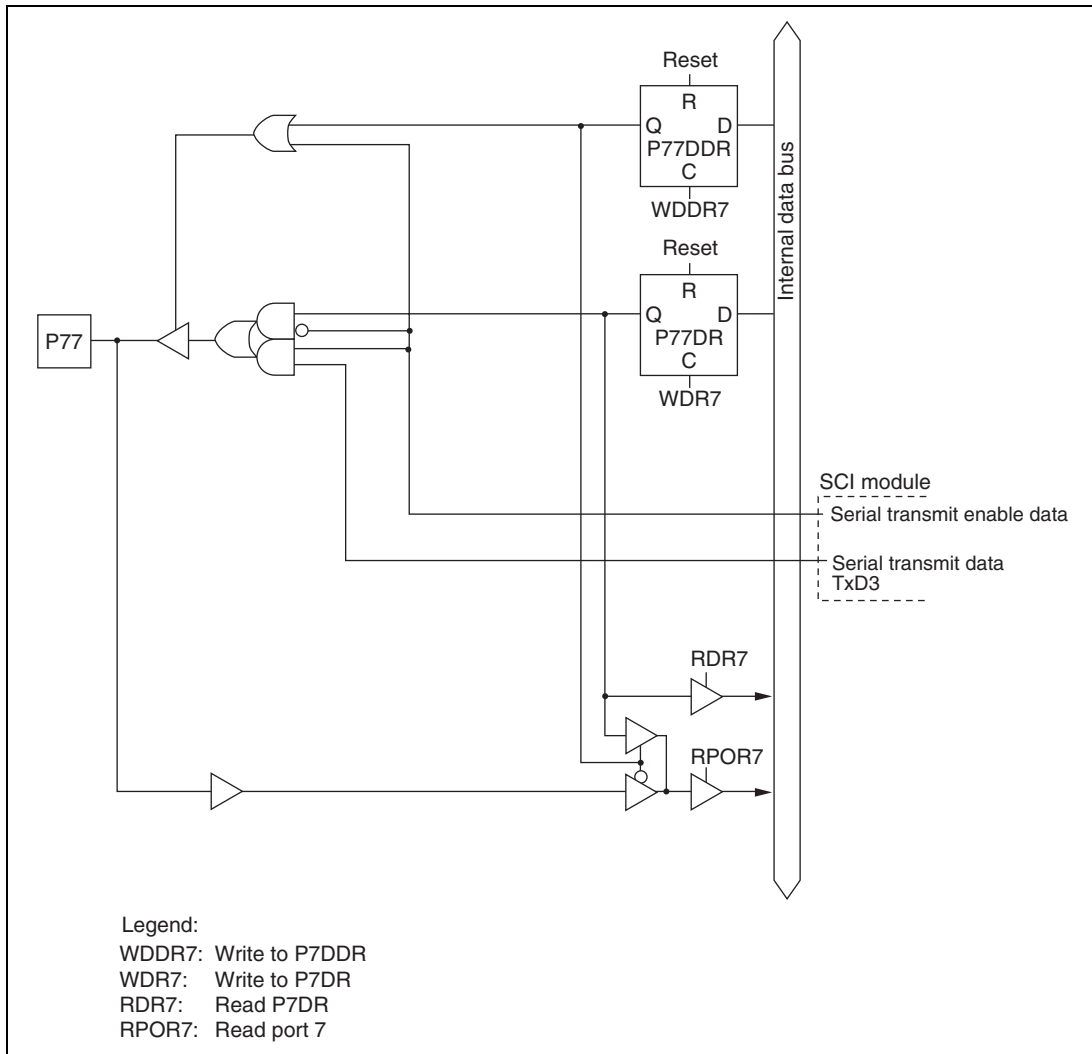 Reset
R
Q D
P77DDR
C
WDDR7
Internal data bus
Reset
R
Q D
P77DR
C
WDR7
P77
SCI module
Serial transmit enable data
Serial transmit data
TxD3
RDR7
RPOR7
Legend:
WDDR7: Write to P7DDR
WDR7: Write to P7DR
RDR7: Read P7DR
RPOR7: Read port 7